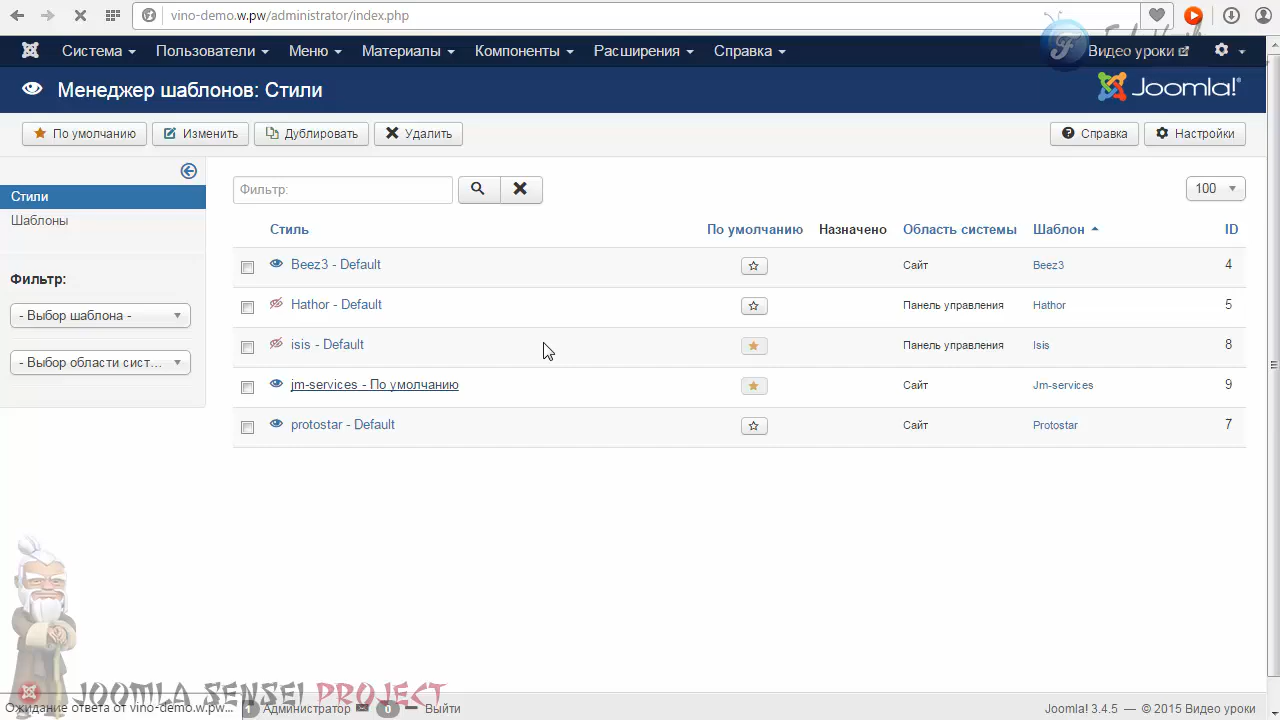 vino-demo.w.pw/administrator/index.php
Система Пользователи Меню Материалы Компоненты Расширения Справка Видео уроки
Менеджер шаблонов: Стили
Joomla!
По умолчанию Изменить Дублировать Удалить Справка Настройки
Стили
Шаблоны
Фильтр:
- Выбор шаблона -
- Выбор области сист...
Фильтр:
100
Стиль По умолчанию Назначено Область системы Шаблон ID
Beez3 - Default Сайт Beez3 4
Hathor - Default Панель управления Hathor 5
isis - Default Панель управления Isis 8
jm-services - По умолчанию Сайт Jm-services 9
protostar - Default Сайт Protostar 7
JOOMLA SENSEI PROJECT
Ожидание ответа от vino-demo.w.pw... Администратор 0 Выйти
Joomla! 3.4.5 — © 2015 Видео уроки